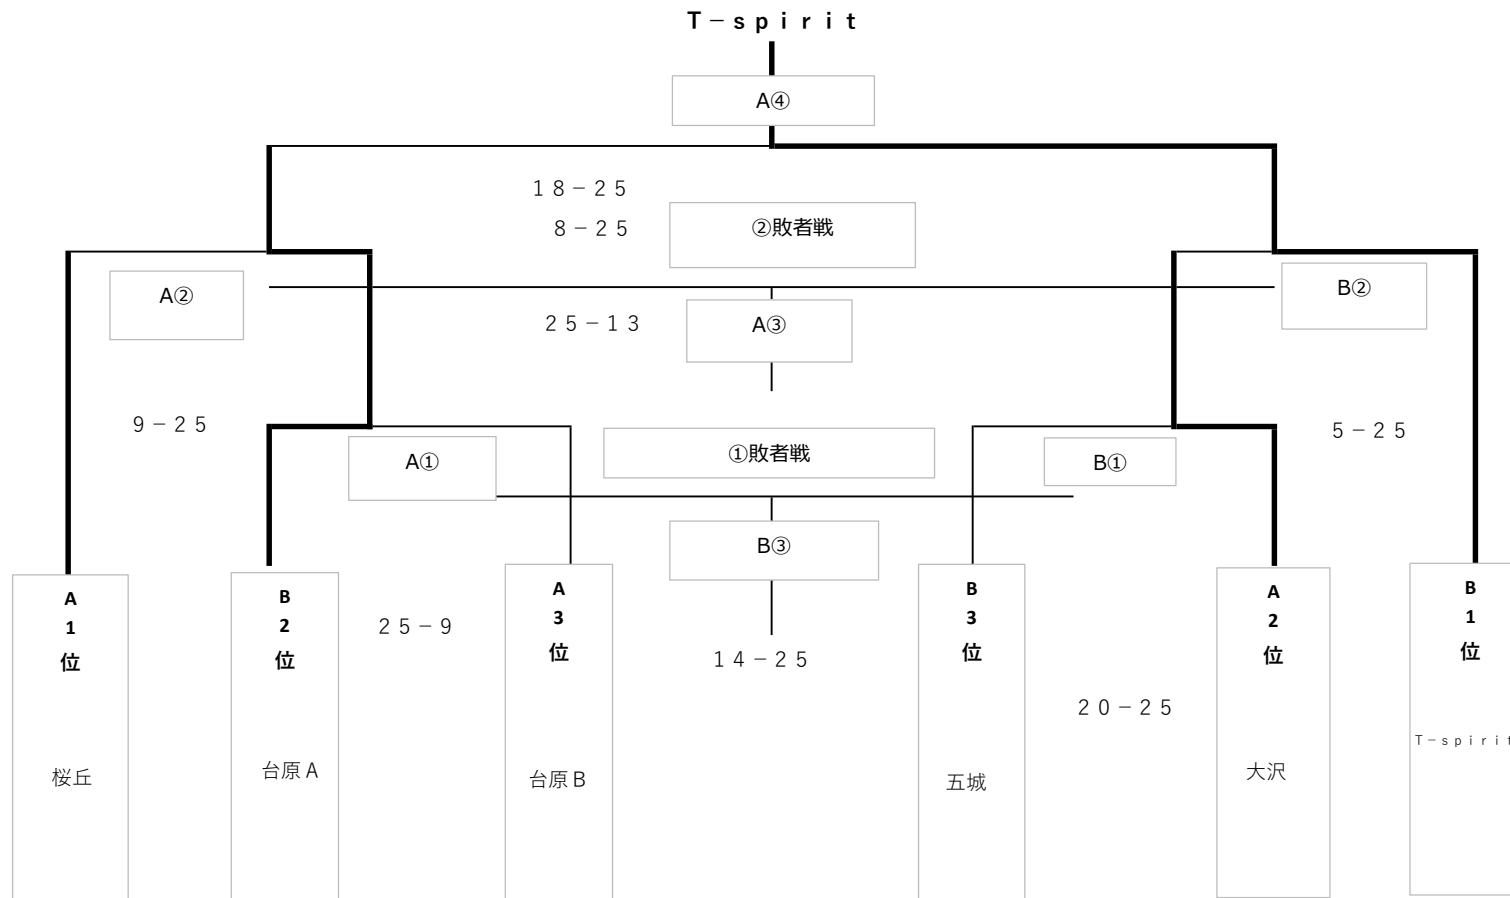 Ｔ－ｓｐｉｒｉｔ
A④
１８－２５
８－２５
②敗者戦
A②
B②
２５－１３
A③
９－２５
５－２５
①敗者戦
A①
B①
B③
A
1
位
B
2
位
A
3
位
B
3
位
A
2
位
B
1
位
２５－９
１４－２５
２０－２５
桜丘
台原Ａ
台原Ｂ
五城
大沢
Ｔ－ｓｐｉｒｉｔ